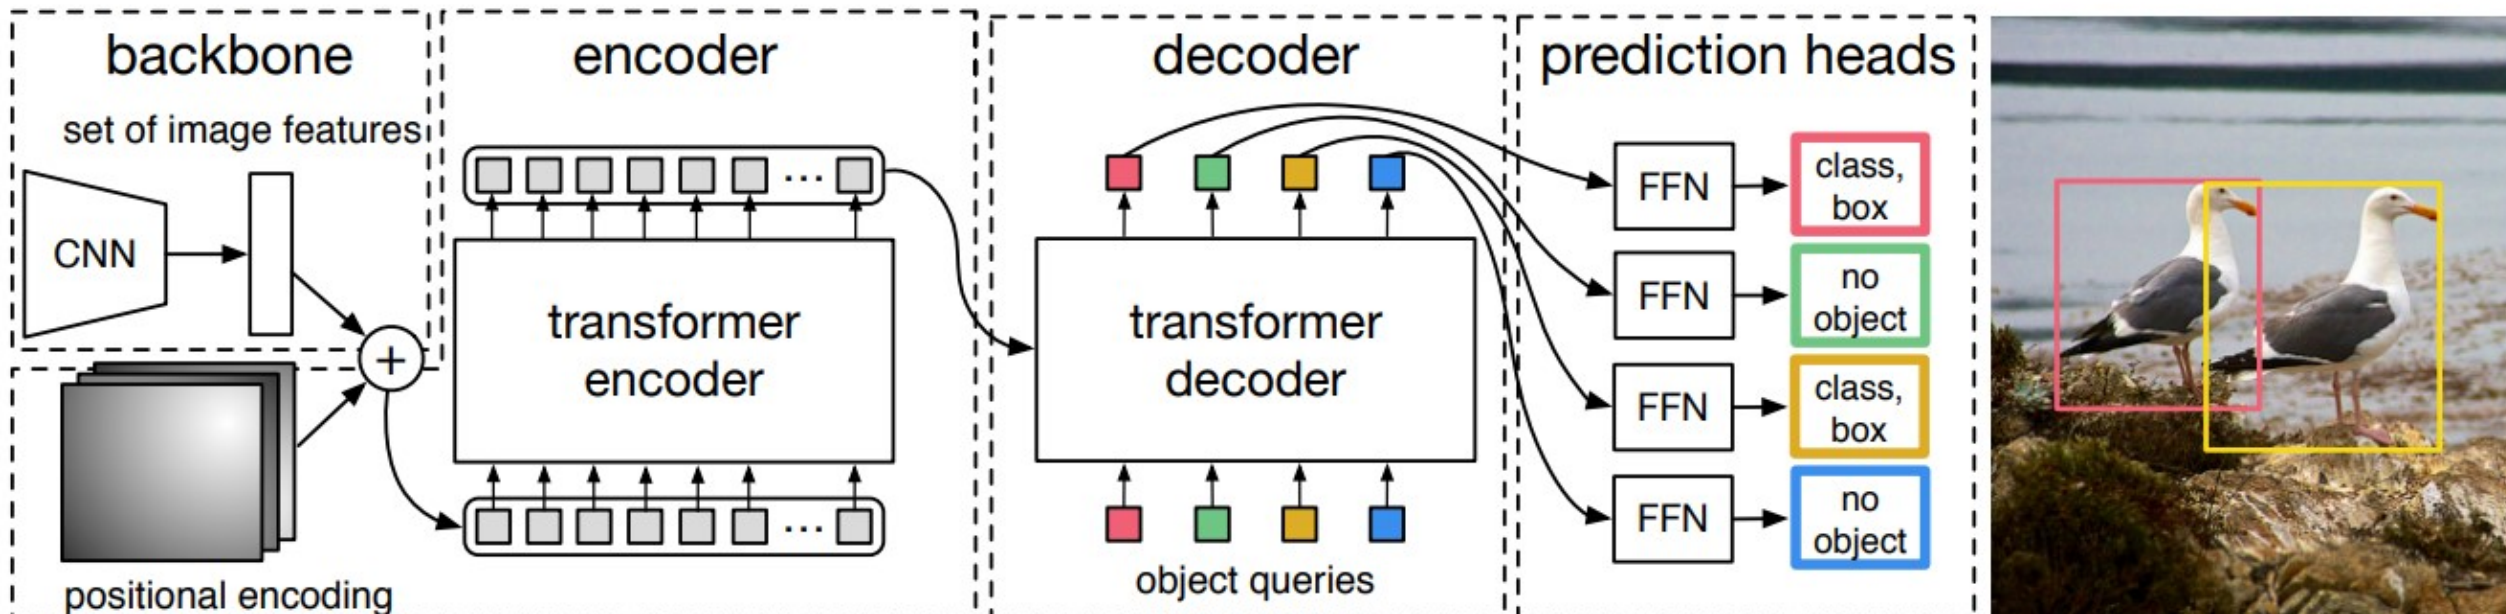 backbone
set of image features
CNN
+
positional encoding
encoder
...
transformer
encoder
...
decoder
transformer
decoder
object queries
prediction heads
FFN
class,
box
FFN
no
object
FFN
class,
box
FFN
no
object